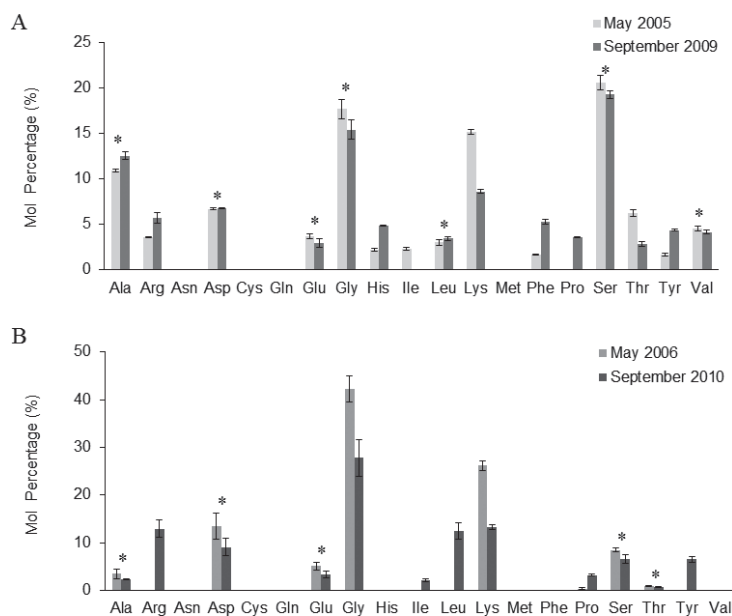 A
May 2005
September 2009
Mol Percentage (%)
25
20
15
10
5
0
* * * * * * *
Ala Arg Asn Asp Cys Gln Glu Gly His Ile Leu Lys Met Phe Pro Ser Thr Tyr Val
B
May 2006
September 2010
Mol Percentage (%)
50
40
30
20
10
0
* * * * *
Ala Arg Asn Asp Cys Gln Glu Gly His Ile Leu Lys Met Phe Pro Ser Thr Tyr Val